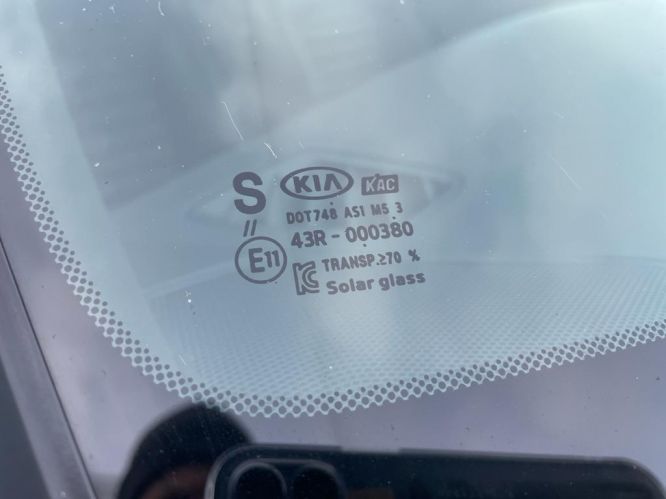 S KIA KAC
DOT748 AS1 M5 3
// 43R - 000380
E11 TRANSP.≥70 %
KC Solar glass